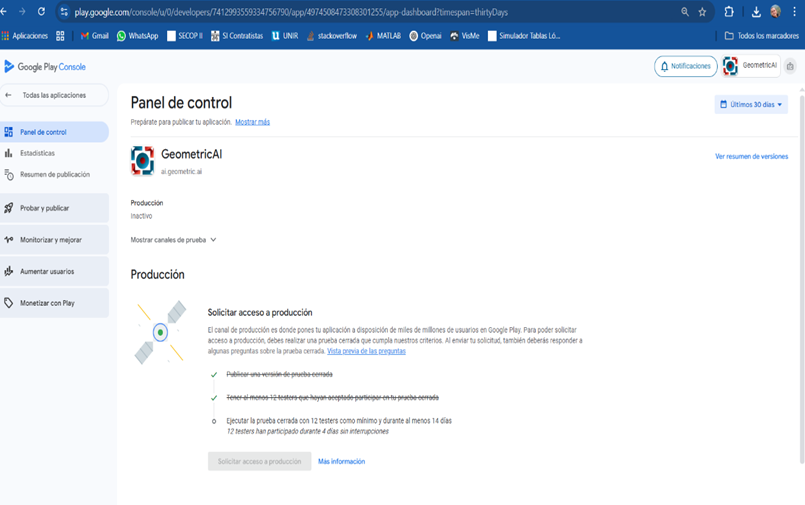 play.google.com/console/u/0/developers/7412993559334756790/app/4974508473308301255/app-dashboard?timespan=thirtyDays
Aplicaciones
Gmail
WhatsApp
SECOP II
SI Contratistas
UNIR
stackoverflow
MATLAB
Openai
VisMe
Simulador Tablas Ló...
Todos los marcadores
Google Play Console
Notificaciones
GeometricAI
Todas las aplicaciones
Panel de control
Estadísticas
Resumen de publicación
Probar y publicar
Monitorizar y mejorar
Aumentar usuarios
Monetizar con Play
Panel de control
Últimos 30 días
Prepárate para publicar tu aplicación. Mostrar más
GeometricAI
ai.geometric.ai
Ver resumen de versiones
Producción
Inactivo
Mostrar canales de prueba
Producción
Solicitar acceso a producción
El canal de producción es donde pones tu aplicación a disposición de miles de millones de usuarios en Google Play. Para poder solicitar
acceso a producción, debes realizar una prueba cerrada que cumpla nuestros criterios. Al enviar tu solicitud, también deberás responder a
algunas preguntas sobre la prueba cerrada. Vista previa de las preguntas
Publicar una versión de prueba cerrada
Tener al menos 12 testers que hayan aceptado participar en tu prueba cerrada
Ejecutar la prueba cerrada con 12 testers como mínimo y durante al menos 14 días
12 testers han participado durante 4 días sin interrupciones
Solicitar acceso a producción
Más información